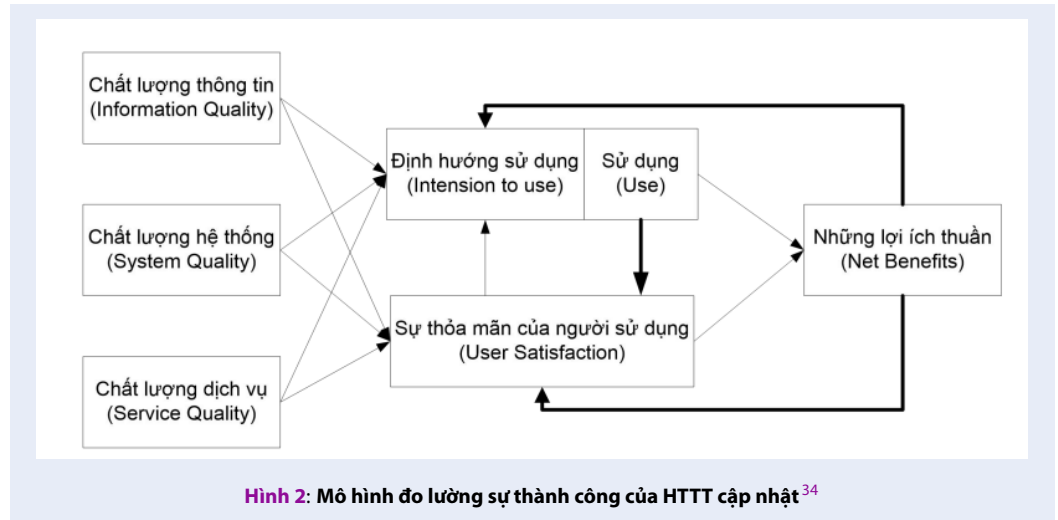 Chất lượng thông tin
(Information Quality)
Định hướng sử dụng
(Intension to use)
Sử dụng
(Use)
Chất lượng hệ thống
(System Quality)
Những lợi ích thuần
(Net Benefits)
Sự thỏa mãn của người sử dụng
(User Satisfaction)
Chất lượng dịch vụ
(Service Quality)
Hình 2: Mô hình đo lường sự thành công của HTTT cập nhật34